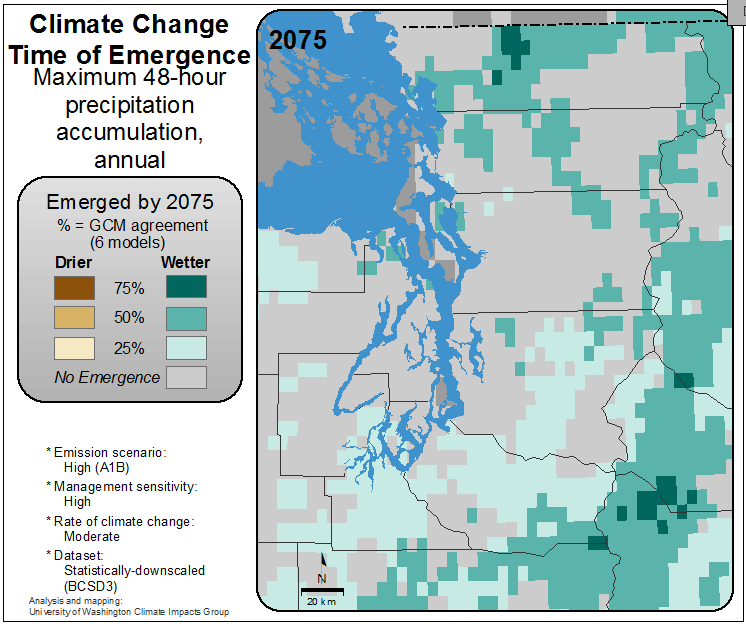 Climate Change
Time of Emergence
Maximum 48-hour
precipitation
accumulation,
annual
Emerged by 2075
% = GCM agreement
(6 models)
Drier Wetter
75%
50%
25%
No Emergence
* Emission scenario:
High (A1B)
* Management sensitivity:
High
* Rate of climate change:
Moderate
* Dataset:
Statistically-downscaled
(BCSD3)
Analysis and mapping:
University of Washington Climate Impacts Group
2075
N
20 km